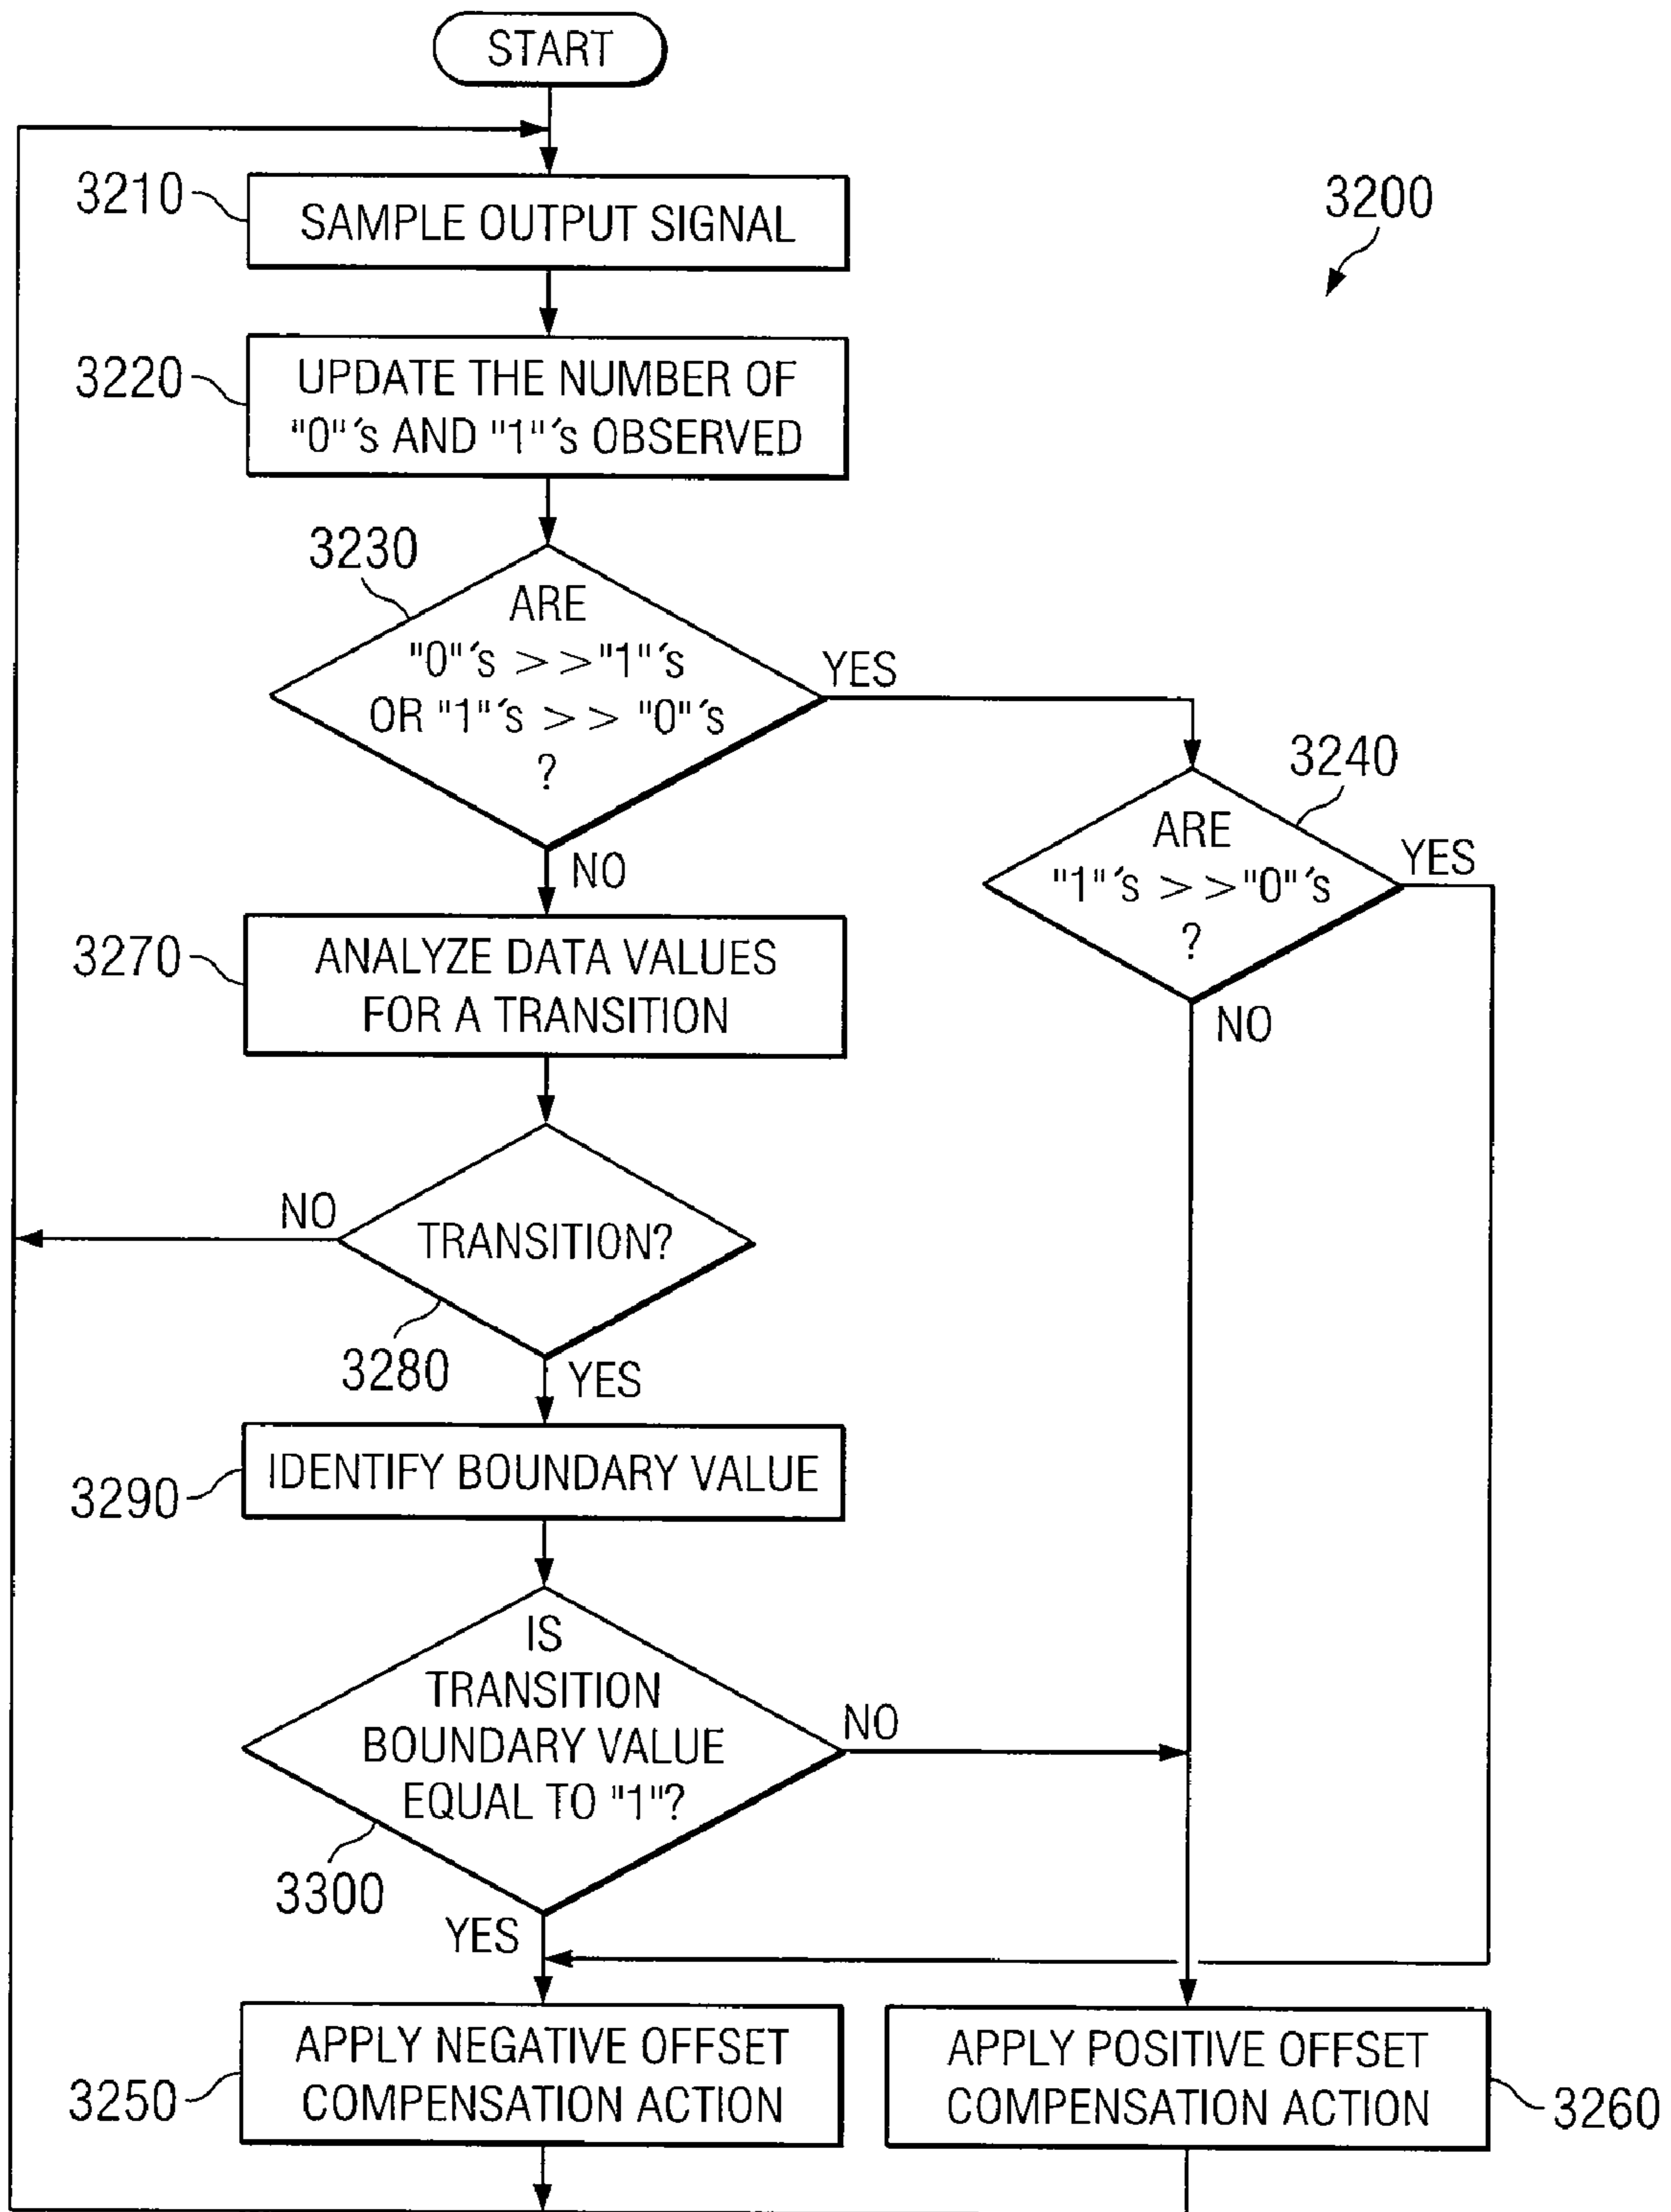 START
3210
SAMPLE OUTPUT SIGNAL
3200
3220
UPDATE THE NUMBER OF
"0"'s AND "1"'s OBSERVED
3230
ARE
"0"'s >>"1"'s
OR "1"'s >> "0"'s
?
YES
NO
3240
ARE
"1"'s >>"0"'s
?
YES
NO
3270
ANALYZE DATA VALUES
FOR A TRANSITION
NO
TRANSITION?
3280
YES
3290
IDENTIFY BOUNDARY VALUE
IS
TRANSITION
BOUNDARY VALUE
EQUAL TO "1"?
NO
3300
YES
3250
APPLY NEGATIVE OFFSET
COMPENSATION ACTION
APPLY POSITIVE OFFSET
COMPENSATION ACTION
3260